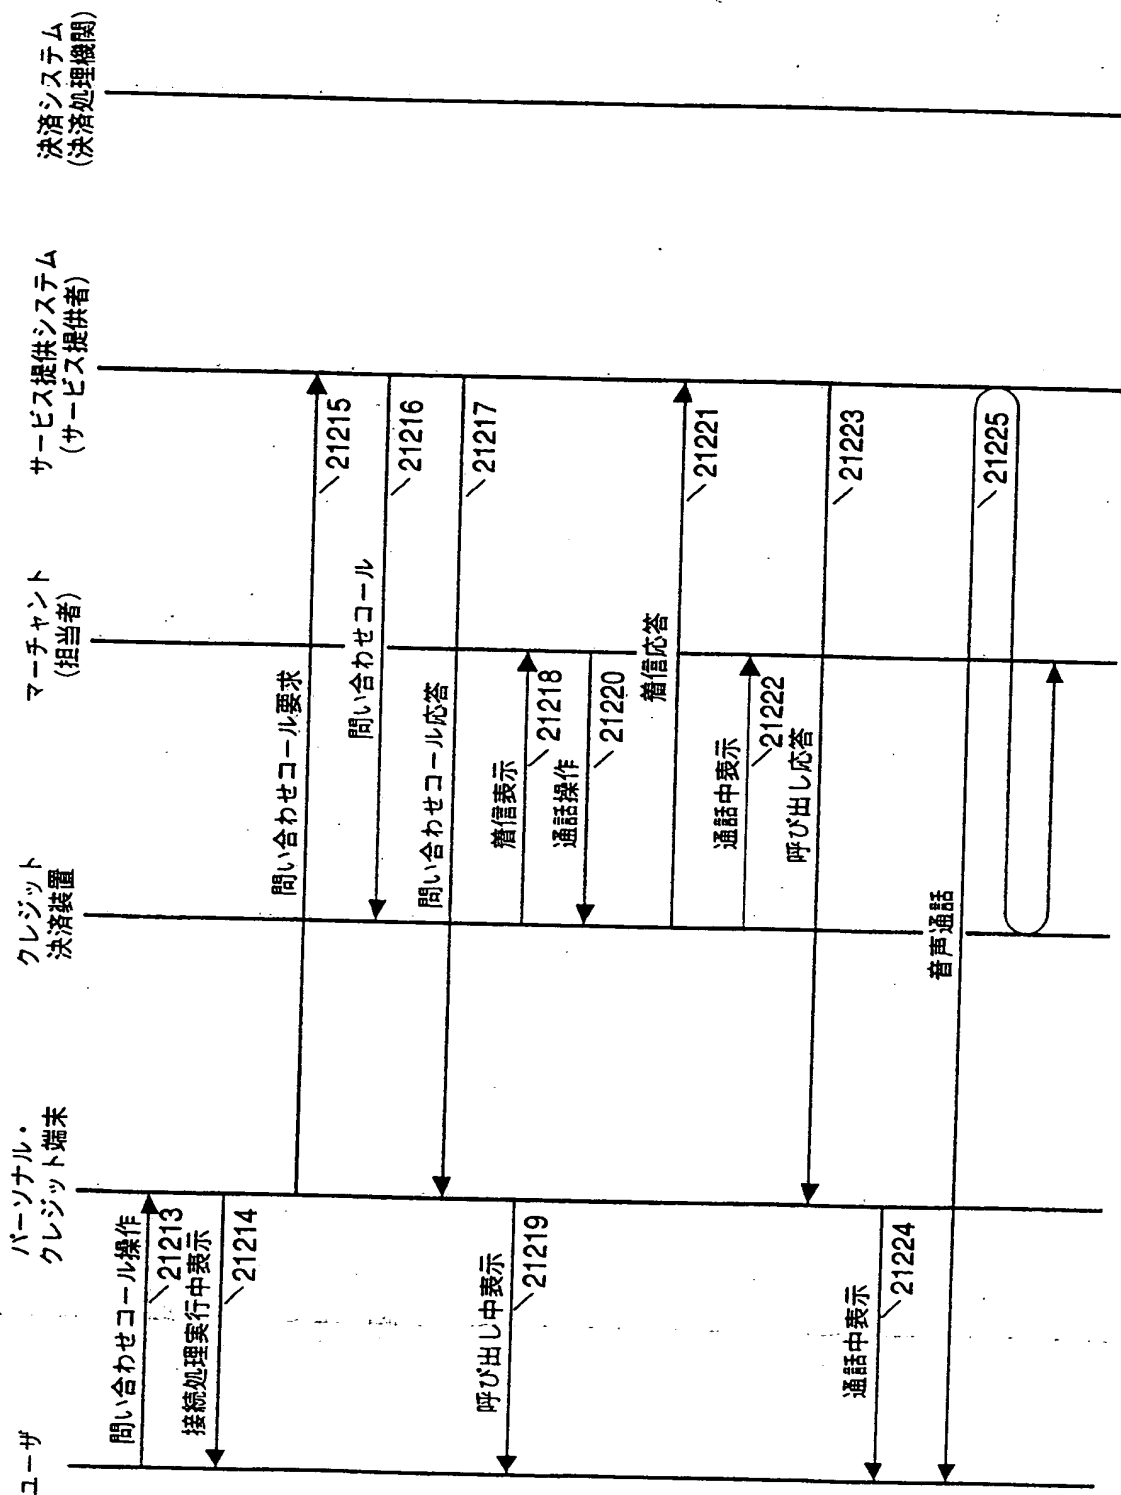 ユーザ
パーソナル・
クレジット端末
クレジット
決済装置
マーチャント
(担当者)
サービス提供システム
(サービス提供者)
決済システム
(決済処理機関)
問い合わせコール操作
21213
接続処理実行中表示
21214
問い合わせコール要求
21215
問い合わせコール
21216
問い合わせコール応答
21217
着信表示
21218
呼び出し中表示
21219
通話操作
21220
着信応答
21221
通話中表示
21222
呼び出し応答
21223
通話中表示
21224
音声通話
21225